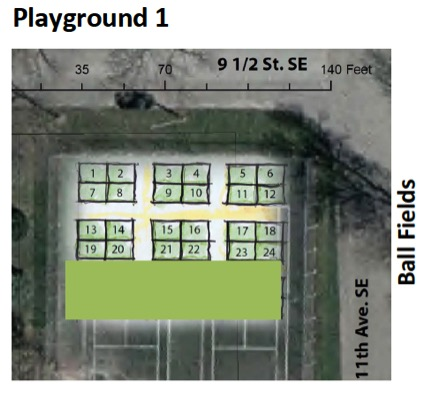 Playground 1
9 1/2 St. SE
35 70 140 Feet
1 2 3 4 5 6
7 8 9 10 11 12
13 14 15 16 17 18
19 20 21 22 23 24
Ball Fields
11th Ave. SE